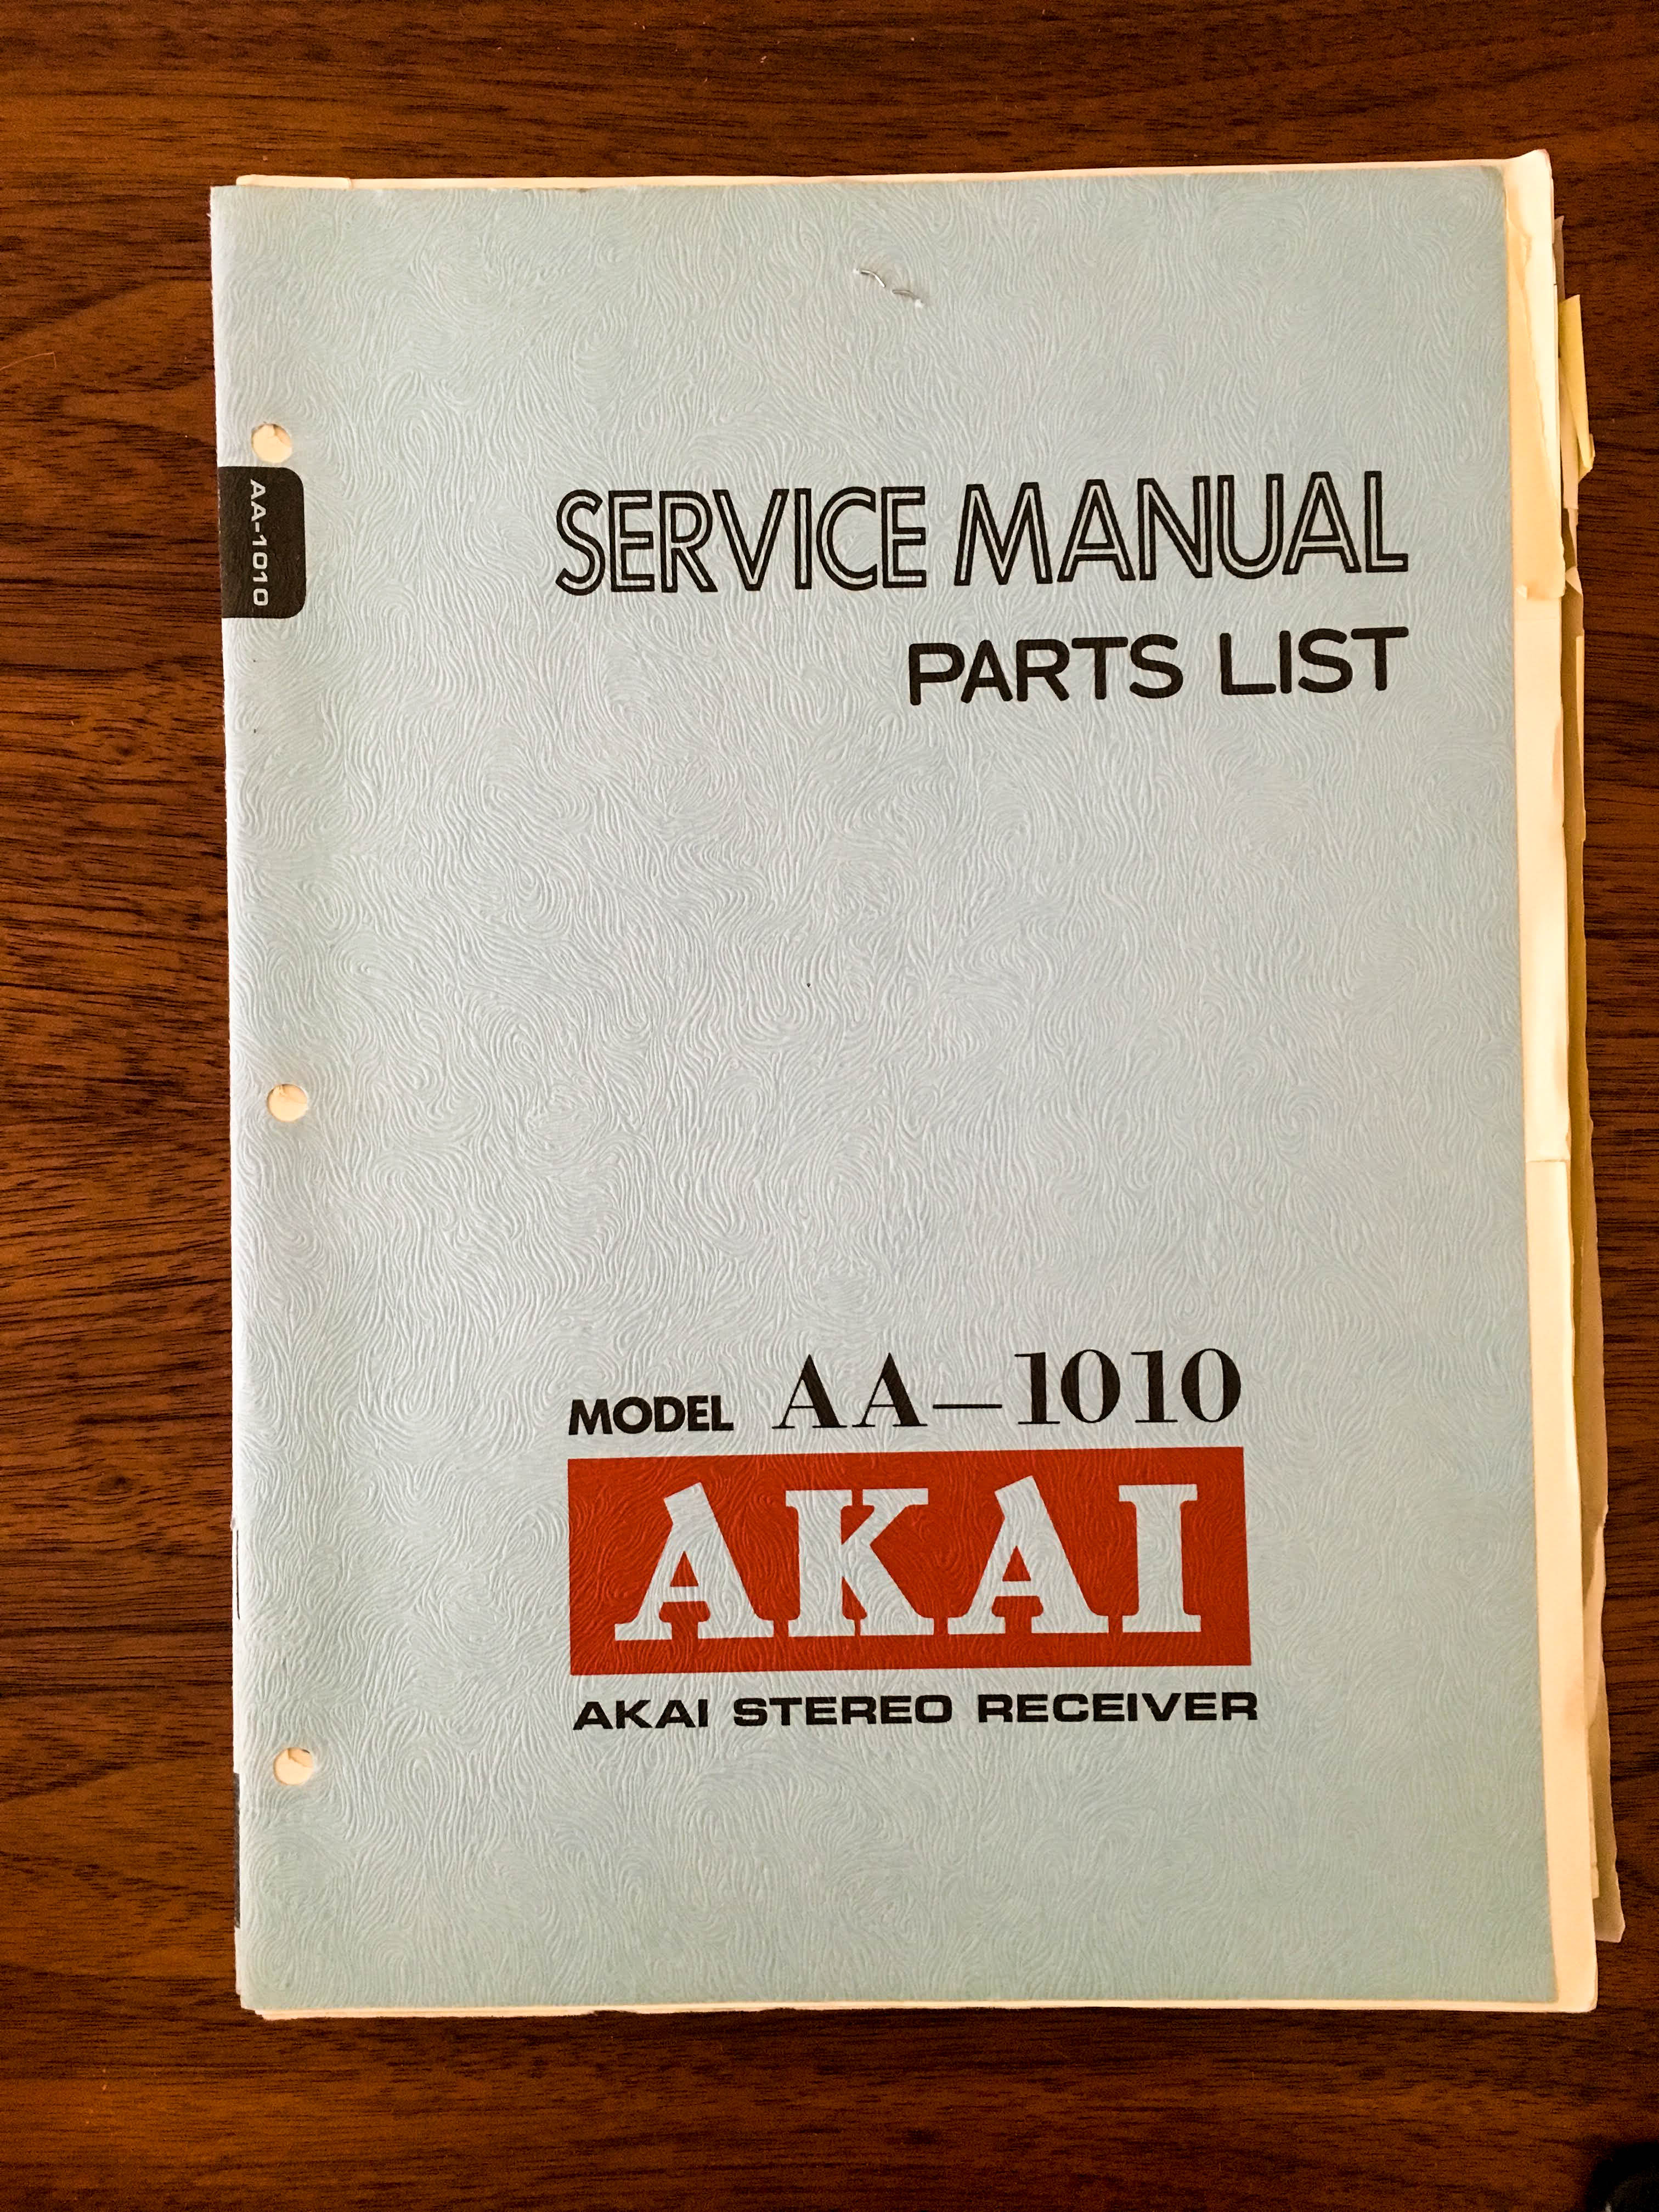 SERVICE MANUAL
PARTS LIST
AA-1010
MODEL AA-1010
AKAI
AKAI STEREO RECEIVER